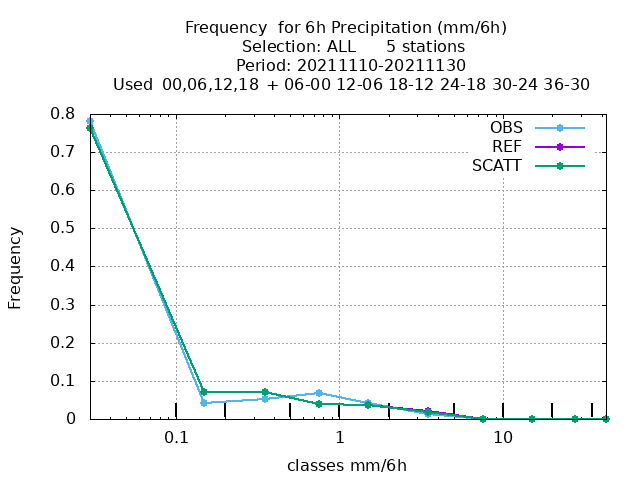 Frequency  for 6h Precipitation (mm/6h)
Selection: ALL      5 stations
Period: 20211110-20211130
Used  00,06,12,18  + 06-00 12-06 18-12 24-18 30-24 36-30
OBS
REF
SCATT
0.8
0.7
0.6
0.5
0.4
0.3
0.2
0.1
0
Frequency
0.1
1
10
classes mm/6h